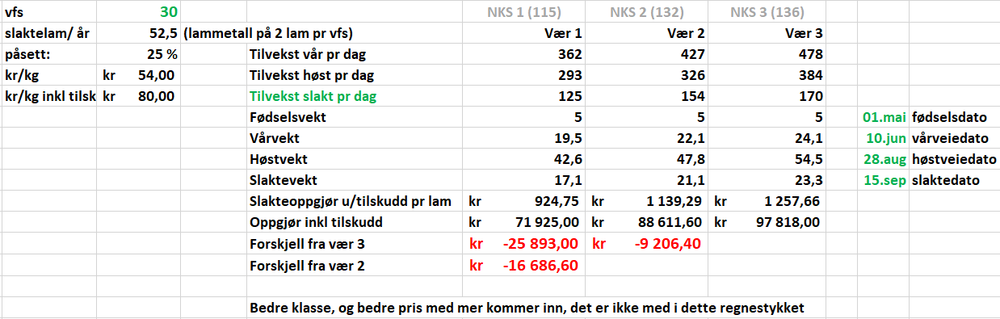 vfs 30 NKS 1 (115) NKS 2 (132) NKS 3 (136)
slaktelam/ år 52,5 (lammetall på 2 lam pr vfs) Vær 1 Vær 2 Vær 3
påsett: 25 % Tilvekst vår pr dag 362 427 478
kr/kg kr 54,00 Tilvekst høst pr dag 293 326 384
kr/kg inkl tilsk kr 80,00 Tilvekst slakt pr dag 125 154 170
Fødselsvekt 5 5 5 01.mai fødselsdato
Vårvekt 19,5 22,1 24,1 10.jun vårveiedato
Høstvekt 42,6 47,8 54,5 28.aug høstveiedato
Slaktevekt 17,1 21,1 23,3 15.sep slaktedato
Slakteoppgjør u/tilskudd pr lam kr 924,75 kr 1 139,29 kr 1 257,66
Oppgjør inkl tilskudd kr 71 925,00 kr 88 611,60 kr 97 818,00
Forskjell fra vær 3 kr -25 893,00 kr -9 206,40
Forskjell fra vær 2 kr -16 686,60
Bedre klasse, og bedre pris med mer kommer inn, det er ikke med i dette regnestykket